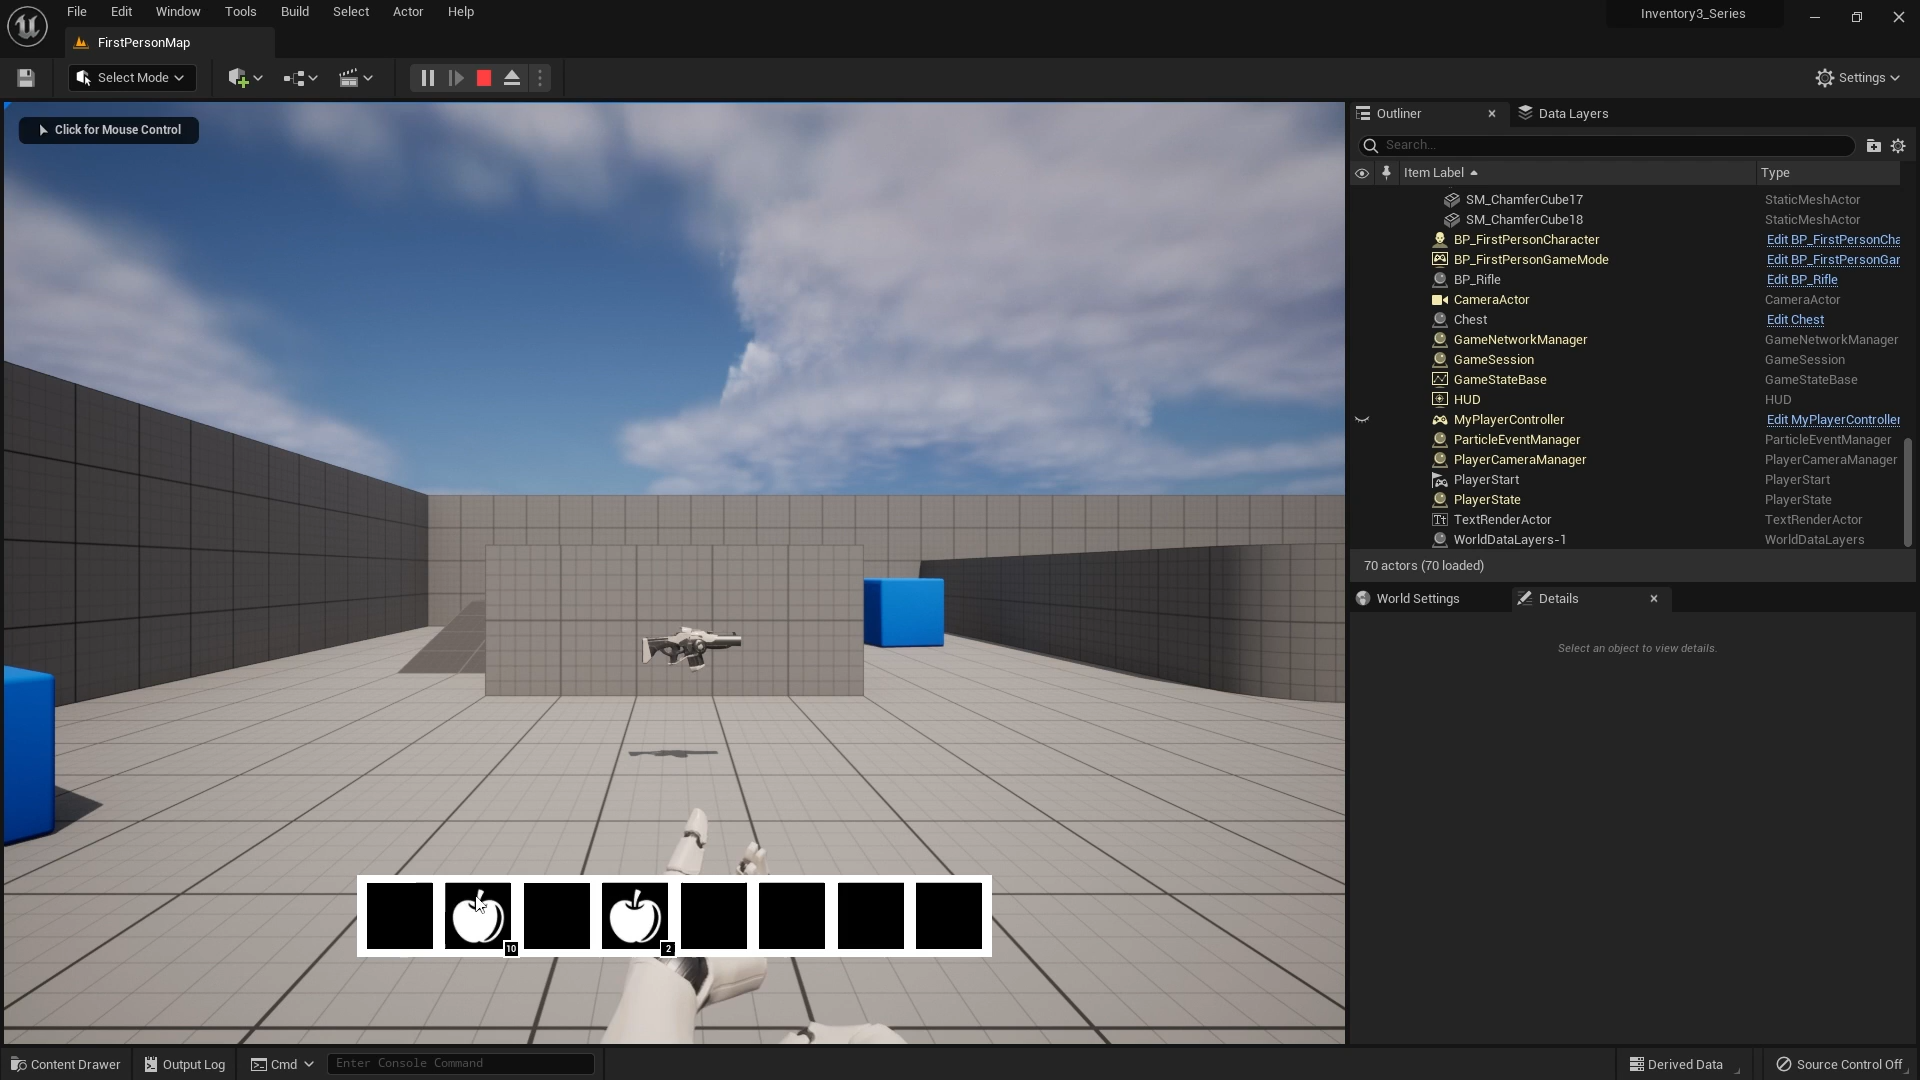 File Edit Window Tools Build Select Actor Help
Inventory3_Series
FirstPersonMap
Select Mode
Settings
Click for Mouse Control
Outliner
Data Layers
Search...
Item Label
Type
SM_ChamferCube17 StaticMeshActor
SM_ChamferCube18 StaticMeshActor
BP_FirstPersonCharacter Edit BP_FirstPersonCha
BP_FirstPersonGameMode Edit BP_FirstPersonGar
BP_Rifle Edit BP_Rifle
CameraActor CameraActor
Chest Edit Chest
GameNetworkManager GameNetworkManager
GameSession GameSession
GameStateBase GameStateBase
HUD HUD
MyPlayerController Edit MyPlayerController
ParticleEventManager ParticleEventManager
PlayerCameraManager PlayerCameraManager
PlayerStart PlayerStart
PlayerState PlayerState
TextRenderActor TextRenderActor
WorldDataLayers-1 WorldDataLayers
70 actors (70 loaded)
World Settings
Details
Select an object to view details.
10
2
Content Drawer
Output Log
Cmd
Enter Console Command
Derived Data
Source Control Off